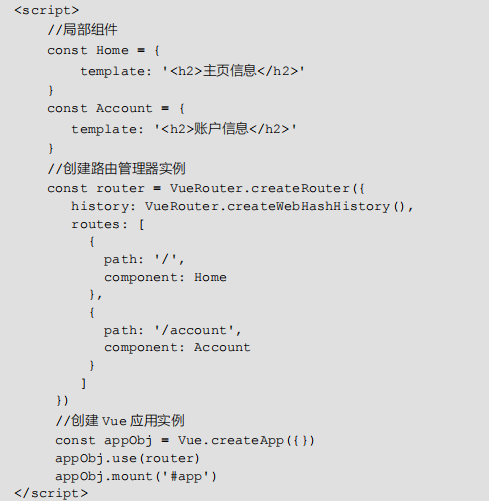 <script>
//局部组件
const Home = {
template: '<h2>主页信息</h2>'
}
const Account = {
template: '<h2>账户信息</h2>'
}
//创建路由管理器实例
const router = VueRouter.createRouter({
history: VueRouter.createWebHashHistory(),
routes: [
{
path: '/',
component: Home
},
{
path: '/account',
component: Account
}
]
})
//创建 Vue 应用实例
const appObj = Vue.createApp({})
appObj.use(router)
appObj.mount('#app')
</script>